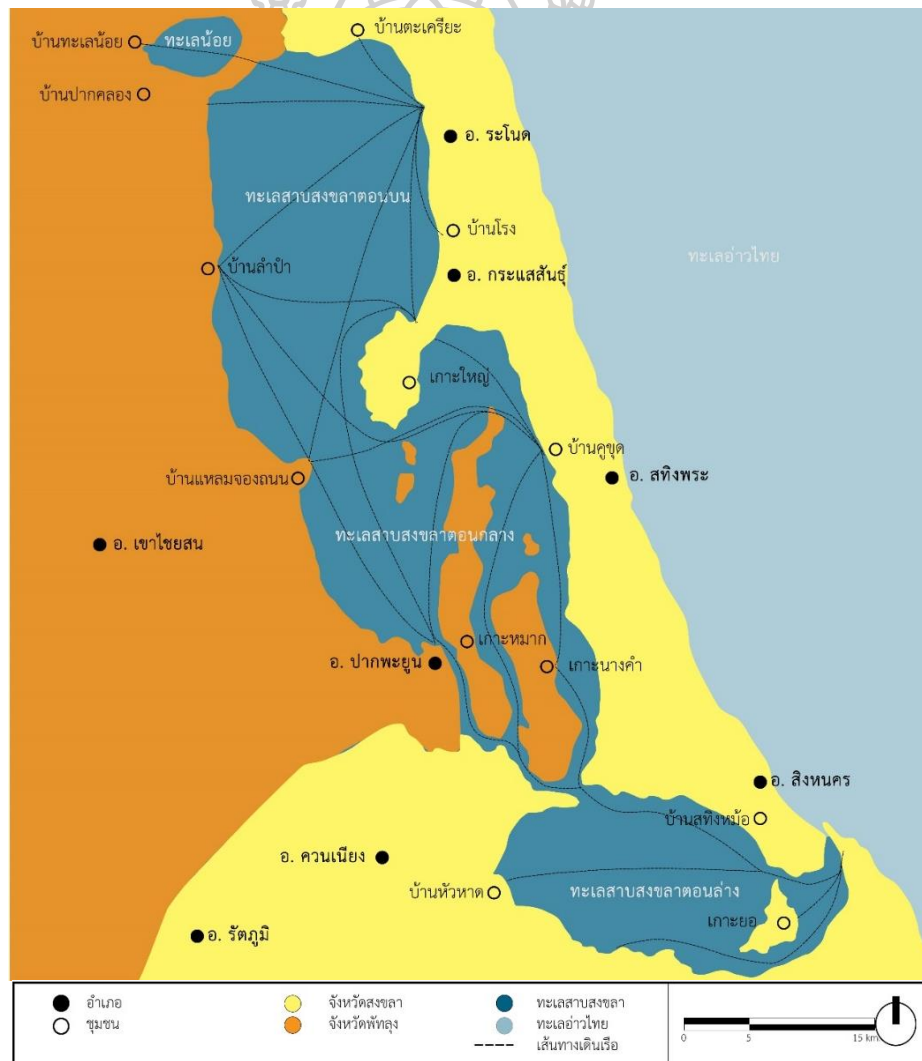 บ้านตะเครียะ
บ้านทะเลน้อย
ทะเลน้อย
บ้านปากคลอง
อ. ระโนด
ทะเลสาบสงขลาตอนบน
บ้านโรง
ทะเลอ่าวไทย
บ้านลำปำ
อ. กระแสสินธุ์
เกาะใหญ่
บ้านคูขุด
บ้านแหลมจองถนน
อ. สทิงพระ
ทะเลสาบสงขลาตอนกลาง
อ. เขาไชยสน
เกาะหมาก
อ. ปากพะยูน
เกาะนางคำ
อ. สิงหนคร
บ้านสทิงหม้อ
อ. ควนเนียง
บ้านหัวหาด
ทะเลสาบสงขลาตอนล่าง
เกาะยอ
อ. รัตภูมิ
อำเภอ
จังหวัดสงขลา
ทะเลสาบสงขลา
ชุมชน
จังหวัดพัทลุง
ทะเลอ่าวไทย
เส้นทางเดินเรือ
0 5 15 km.